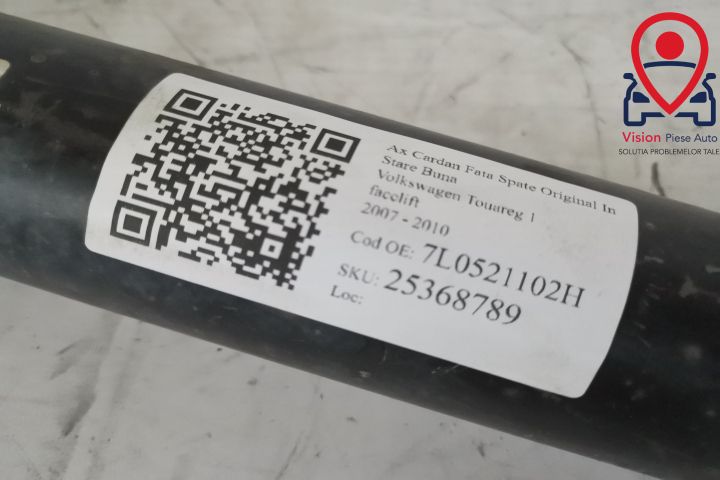 Ax Cardan Fata Spate Original In
Stare Buna
Volkswagen Touareg 1
facelift
2007 - 2010
Cod OE: 7L0521102H
SKU: 25368789
Loc:
Vision Piese Auto
SOLUTIA PROBLEMELOR TALE